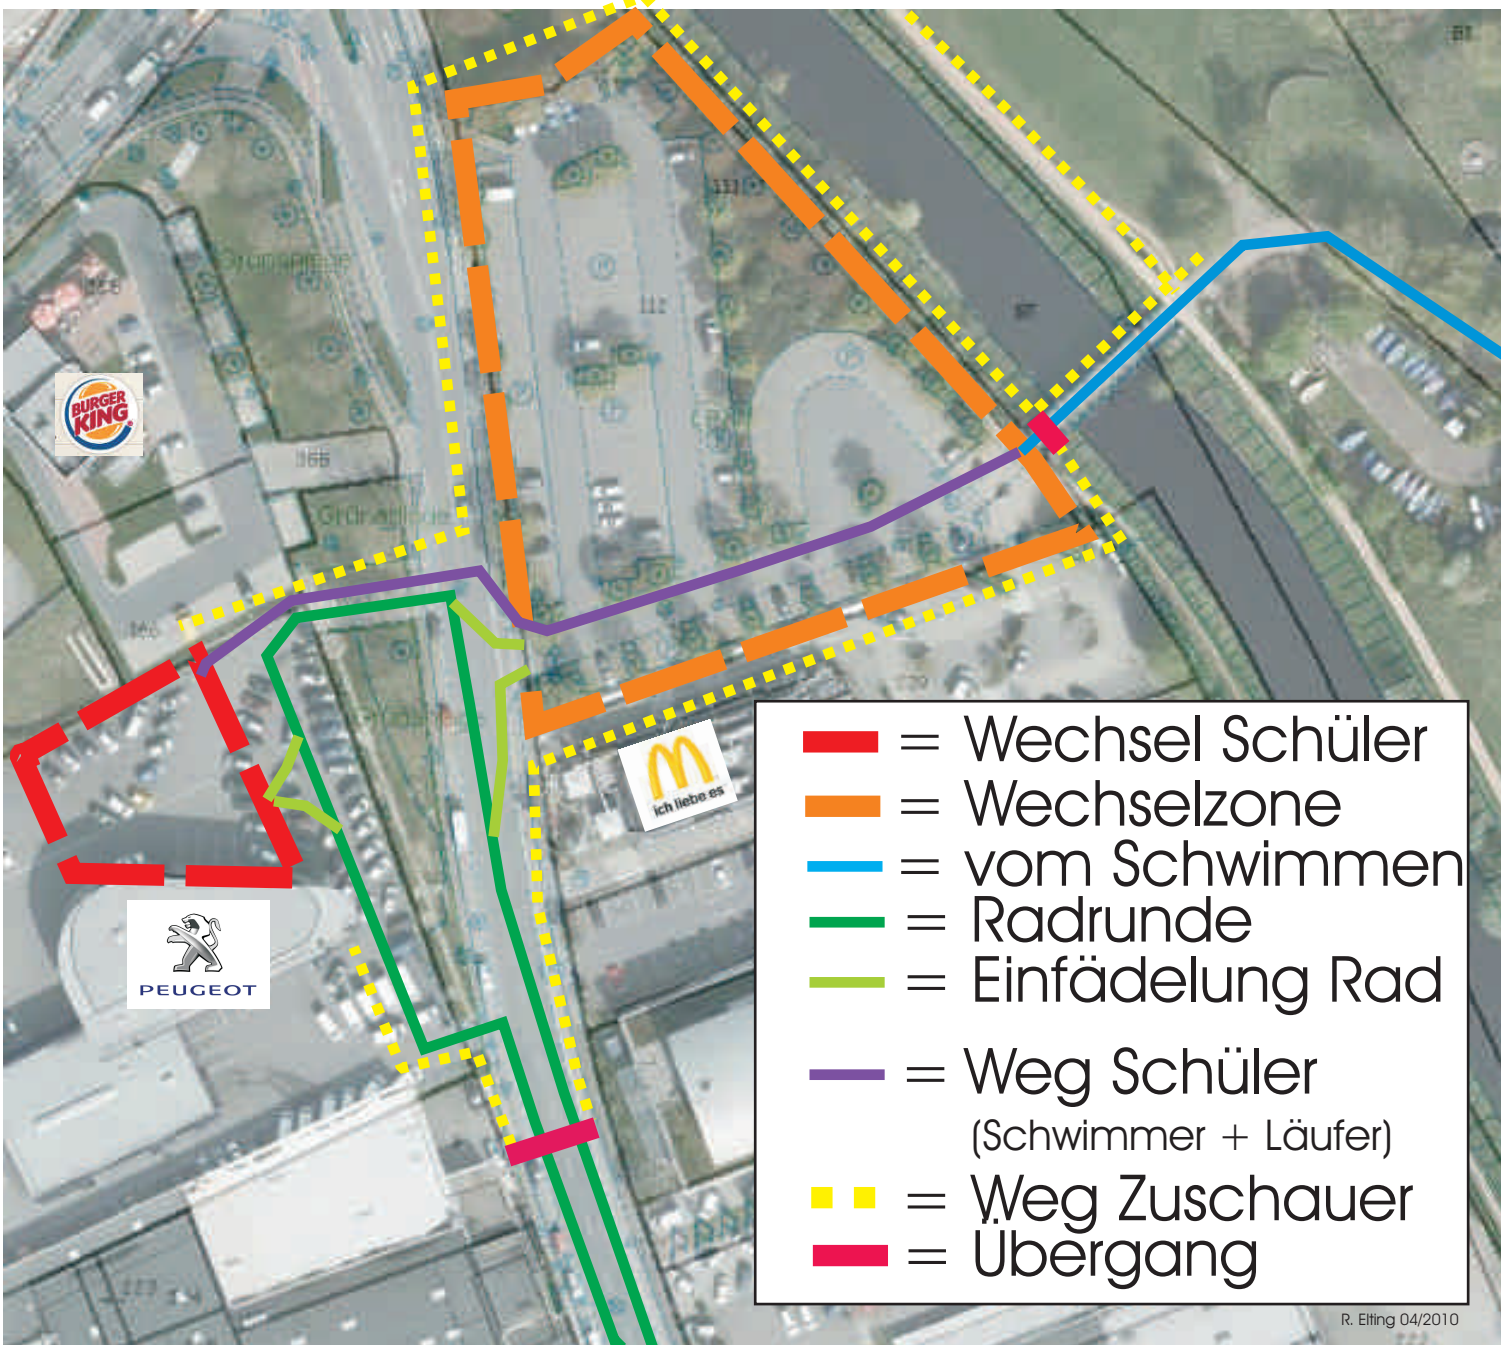 BURGER
KING
112
ich liebe es
PEUGEOT
= Wechsel Schüler
= Wechselzone
= vom Schwimmen
= Radrunde
= Einfädelung Rad
= Weg Schüler
(Schwimmer + Läufer)
= Weg Zuschauer
= Übergang
R. Elting 04/2010